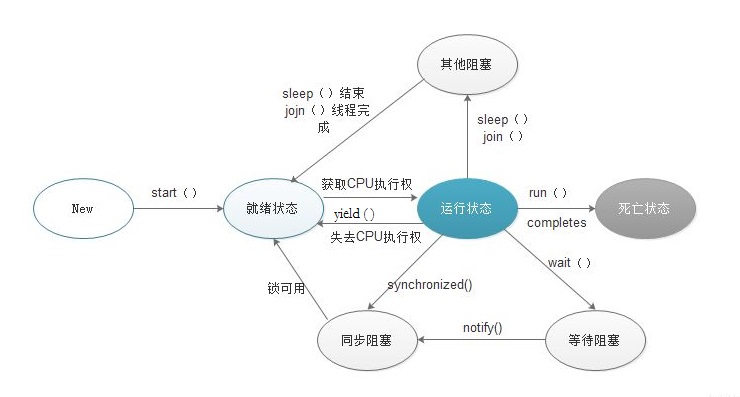 其他阻塞
sleep（）结束
jojn（）线程完
成
sleep（）
join（）
New
start（）
就绪状态
获取CPU执行权
yield（）
失去CPU执行权
运行状态
run（）
completes
死亡状态
wait（）
锁可用
synchronized()
同步阻塞
notify()
等待阻塞